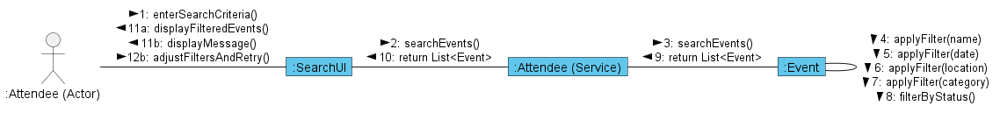 1: enterSearchCriteria()
11a: displayFilteredEvents()
11b: displayMessage()
12b: adjustFiltersAndRetry()
:Attendee (Actor)
:SearchUI
2: searchEvents()
10: return List<Event>
:Attendee (Service)
3: searchEvents()
9: return List<Event>
:Event
4: applyFilter(name)
5: applyFilter(date)
6: applyFilter(location)
7: applyFilter(category)
8: filterByStatus()